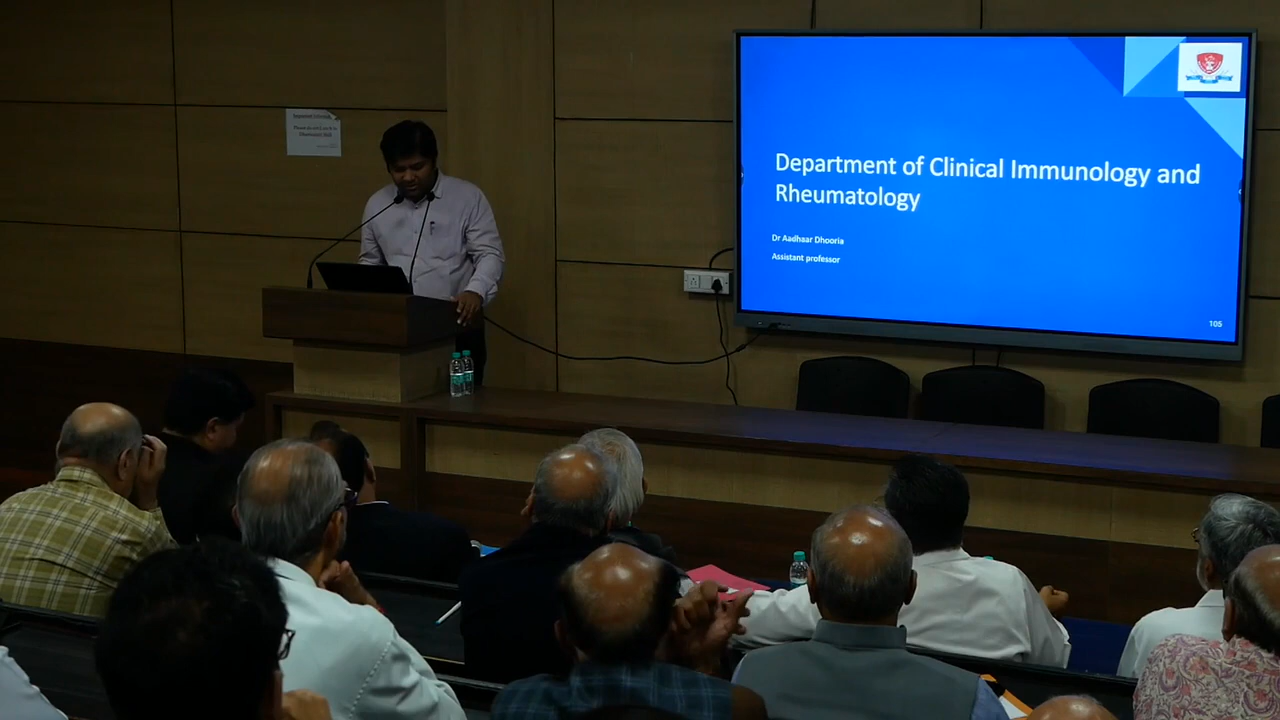 Department of Clinical Immunology and
Rheumatology
Dr Aadhaar Dhooria
Assistant professor
105